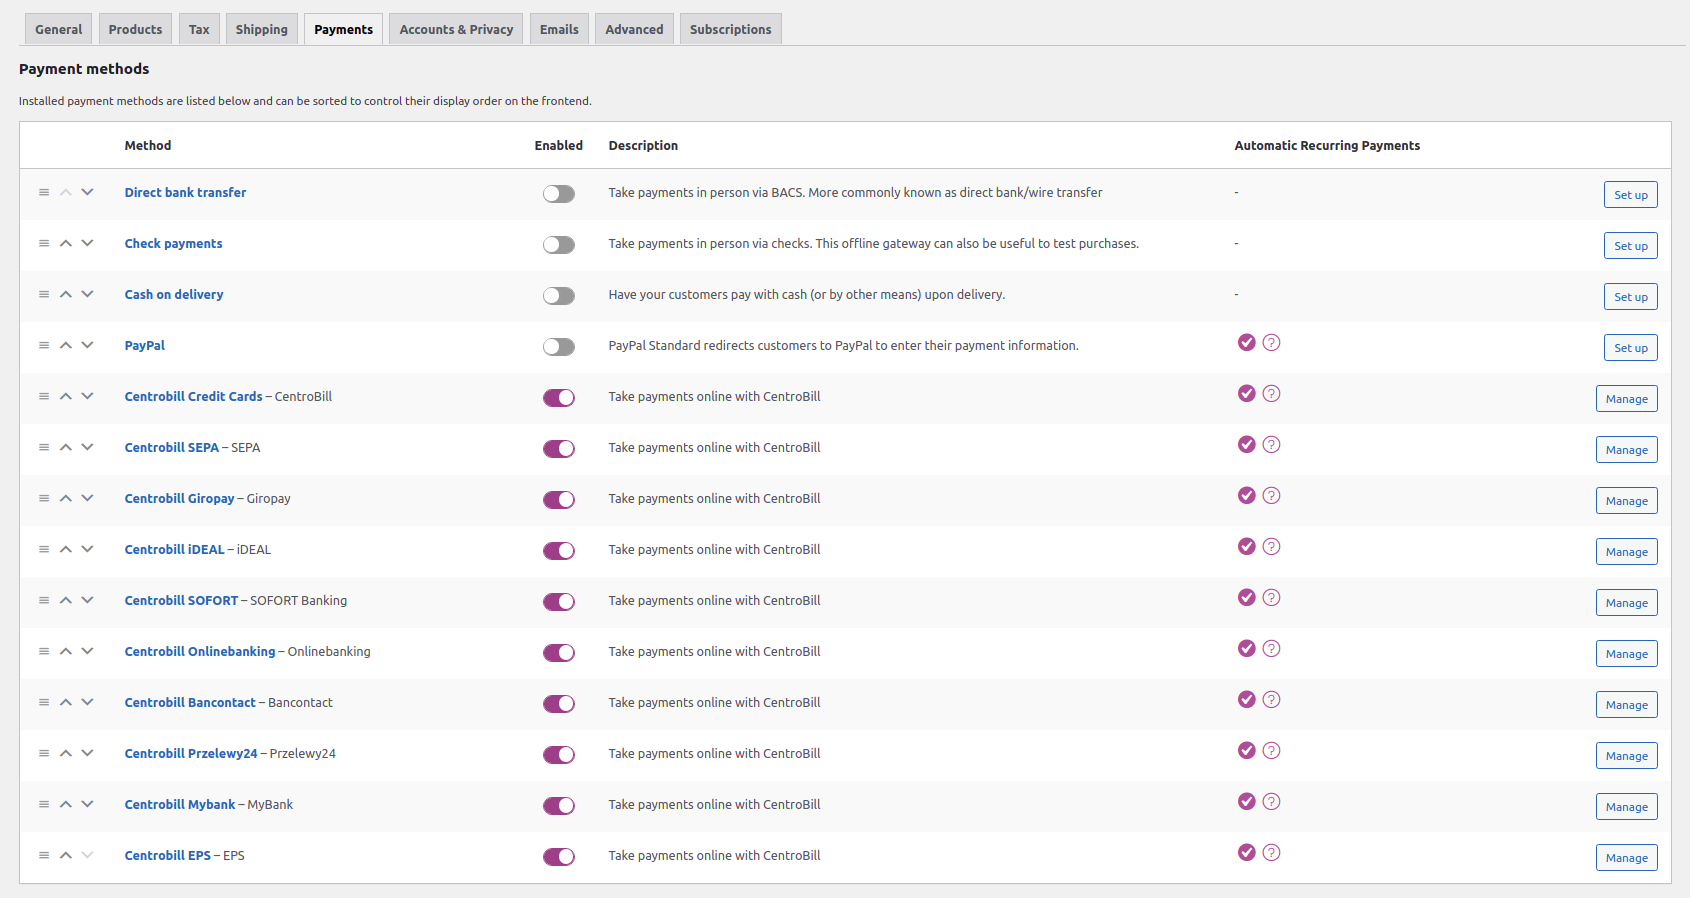 General Products Tax Shipping Payments Accounts & Privacy Emails Advanced Subscriptions
Payment methods
Installed payment methods are listed below and can be sorted to control their display order on the frontend.
Method Enabled Description Automatic Recurring Payments
Direct bank transfer Take payments in person via BACS. More commonly known as direct bank/wire transfer - Set up
Check payments Take payments in person via checks. This offline gateway can also be useful to test purchases. - Set up
Cash on delivery Have your customers pay with cash (or by other means) upon delivery. - Set up
PayPal PayPal Standard redirects customers to PayPal to enter their payment information. ? Set up
Centrobill Credit Cards – CentroBill Take payments online with CentroBill ? Manage
Centrobill SEPA – SEPA Take payments online with CentroBill ? Manage
Centrobill Giropay – Giropay Take payments online with CentroBill ? Manage
Centrobill iDEAL – iDEAL Take payments online with CentroBill ? Manage
Centrobill SOFORT – SOFORT Banking Take payments online with CentroBill ? Manage
Centrobill Onlinebanking – Onlinebanking Take payments online with CentroBill ? Manage
Centrobill Bancontact – Bancontact Take payments online with CentroBill ? Manage
Centrobill Przelewy24 – Przelewy24 Take payments online with CentroBill ? Manage
Centrobill Mybank – MyBank Take payments online with CentroBill ? Manage
Centrobill EPS – EPS Take payments online with CentroBill ? Manage